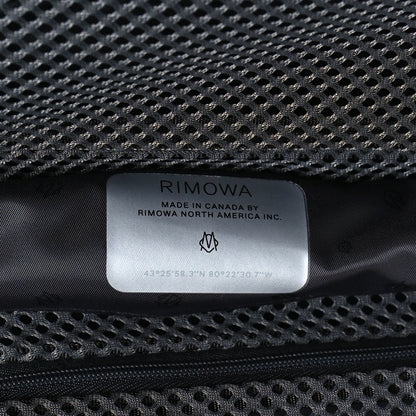 RIMOWA
MADE IN CANADA BY
RIMOWA NORTH AMERICA INC.
43°25'58.3"N 80°22'30.7"W